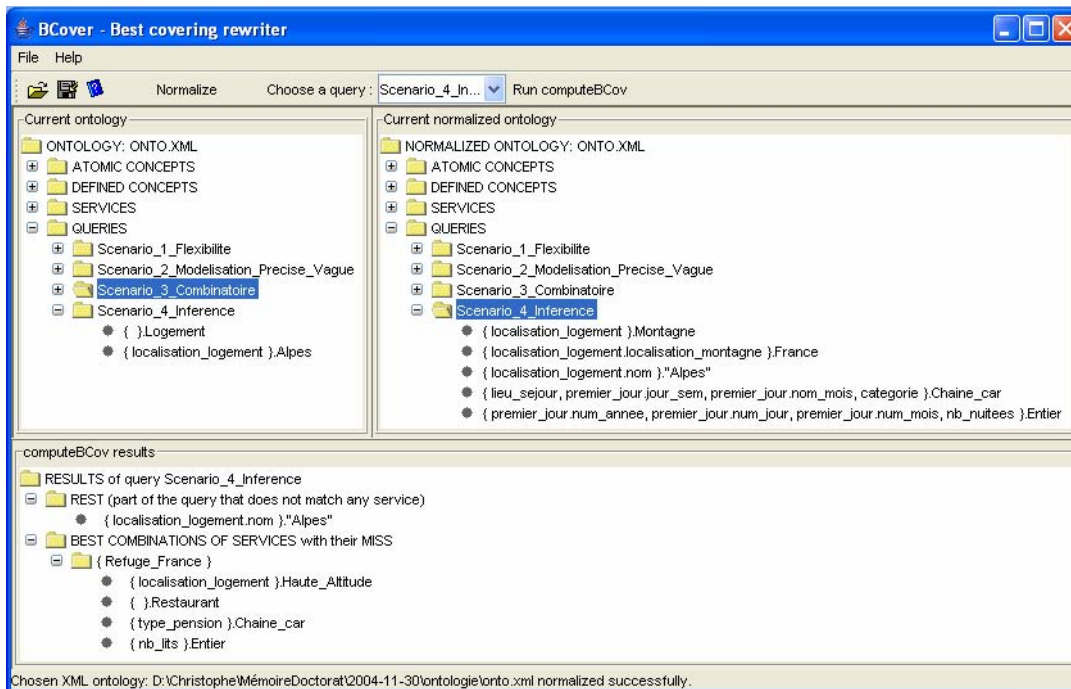 BCover - Best covering rewriter
File Help
Normalize Choose a query : Scenario_4_In... Run computeBCov
Current ontology
ONTOLOGY: ONTO.XML
ATOMIC CONCEPTS
DEFINED CONCEPTS
SERVICES
QUERIES
Scenario_1_Flexibilite
Scenario_2_Modelisation_Precise_Vague
Scenario_3_Combinatoire
Scenario_4_Inference
{ }.Logement
{ localisation_logement }.Alpes
Current normalized ontology
NORMALIZED ONTOLOGY: ONTO.XML
ATOMIC CONCEPTS
DEFINED CONCEPTS
SERVICES
QUERIES
Scenario_1_Flexibilite
Scenario_2_Modelisation_Precise_Vague
Scenario_3_Combinatoire
Scenario_4_Inference
{ localisation_logement }.Montagne
{ localisation_logement.localisation_montagne }.France
{ localisation_logement.nom }."Alpes"
{ lieu_sejour, premier_jour.jour_sem, premier_jour.nom_mois, categorie }.Chaine_car
{ premier_jour.num_annee, premier_jour.num_jour, premier_jour.num_mois, nb_nuitees }.Entier
computeBCov results
RESULTS of query Scenario_4_Inference
REST (part of the query that does not match any service)
{ localisation_logement.nom }."Alpes"
BEST COMBINATIONS OF SERVICES with their MISS
{ Refuge_France }
{ localisation_logement }.Haute_Altitude
{ }.Restaurant
{ type_pension }.Chaine_car
{ nb_lits }.Entier
Chosen XML ontology: D:\Christophe\MémoireDoctorat\2004-11-30\ontologie\onto.xml normalized successfully.